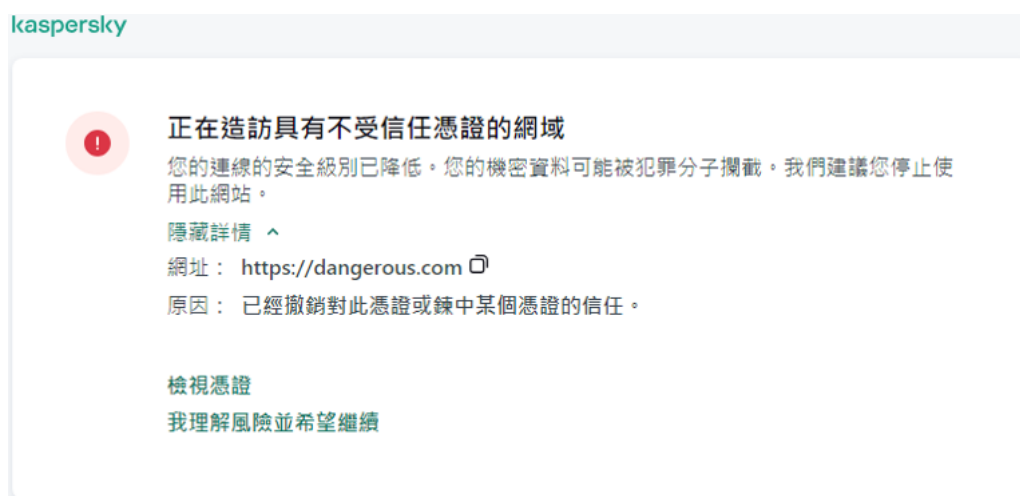 kaspersky
正在造訪具有不受信任憑證的網域
您的連線的安全級別已降低。您的機密資料可能被犯罪分子攔截。我們建議您停止使
用此網站。
隱藏詳情
網址： https://dangerous.com
原因： 已經撤銷對此憑證或鍊中某個憑證的信任。
檢視憑證
我理解風險並希望繼續